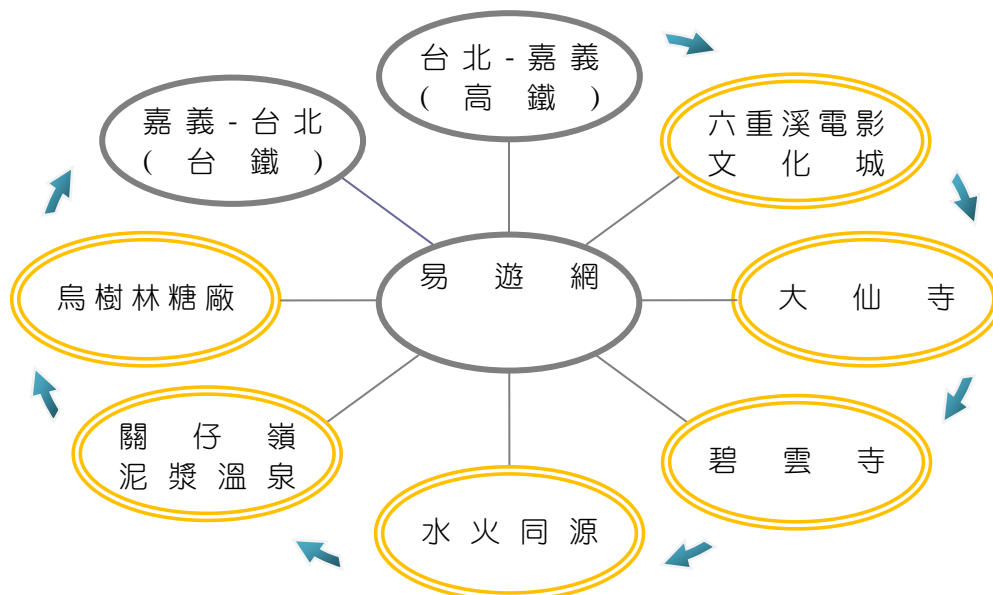 台北-嘉義
(高鐵)
六重溪電影
文化城
大仙寺
碧雲寺
水火同源
關仔嶺
泥漿溫泉
烏樹林糖廠
嘉義-台北
(台鐵)
易遊網